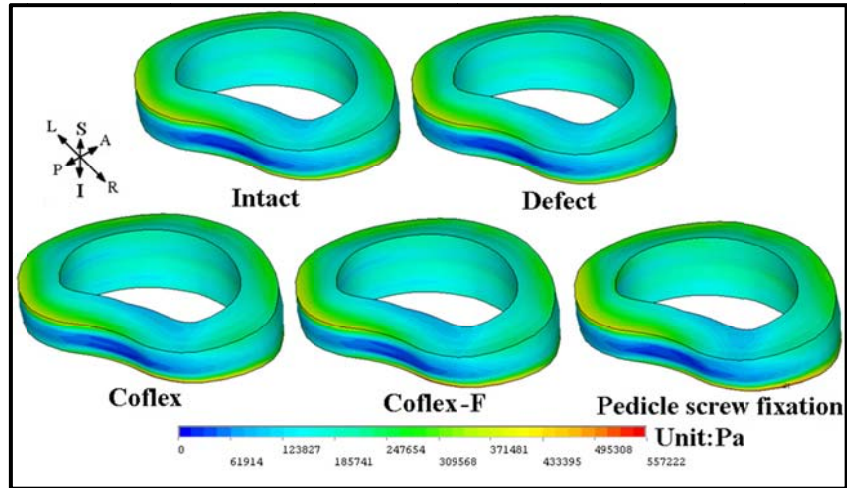 L S A
P I R
Intact
Defect
Coflex
Coflex-F
Pedicle screw fixation
Unit:Pa
0 123827 247654 371481 495308
61914 185741 309568 433395 557222